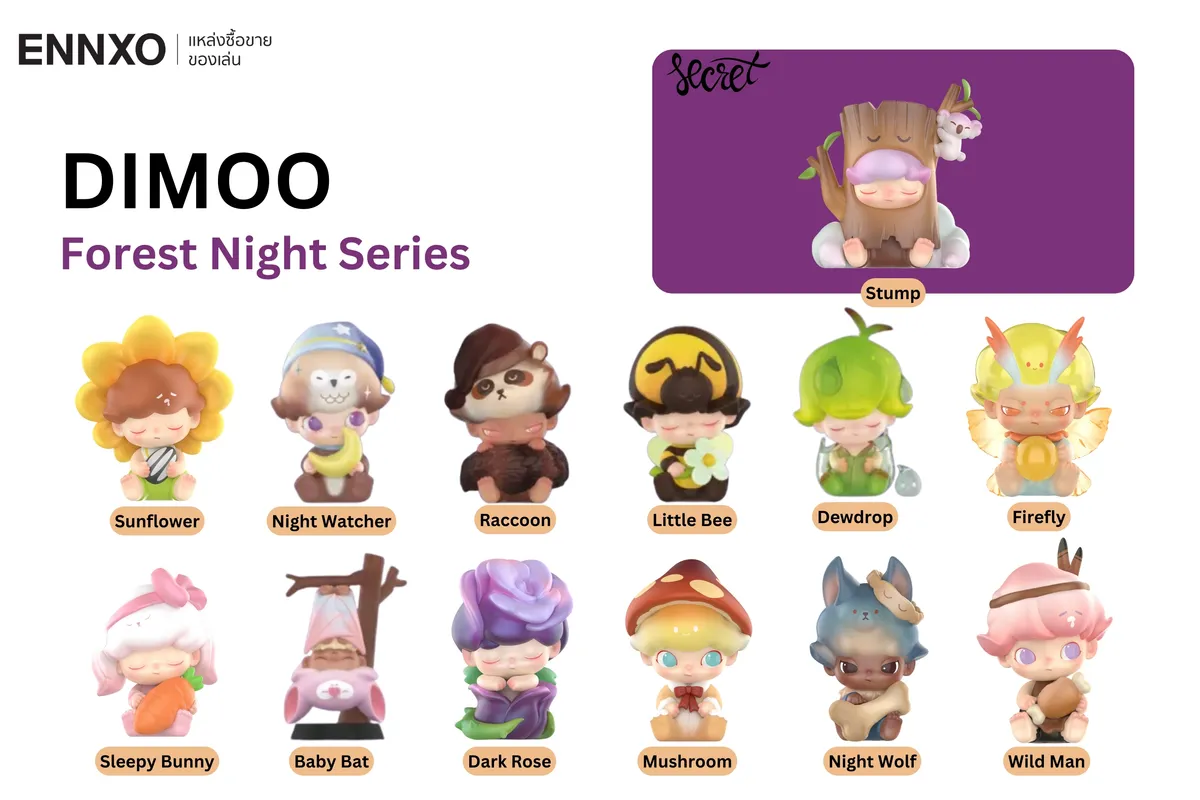 ENNXO
แหล่งซื้อขาย
ของเล่น
secret
DIMOO
Forest Night Series
Stump
Sunflower
Night Watcher
Raccoon
Little Bee
Dewdrop
Firefly
Sleepy Bunny
Baby Bat
Dark Rose
Mushroom
Night Wolf
Wild Man